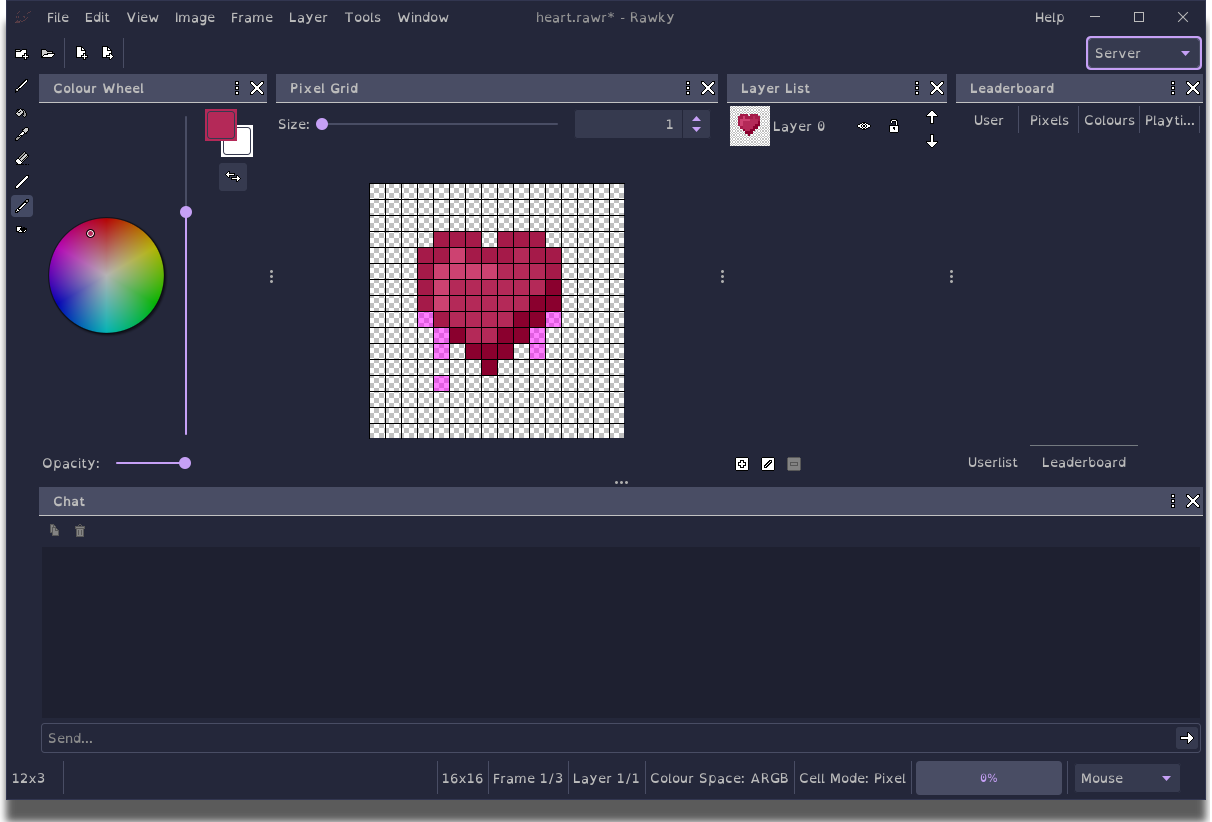 File Edit View Image Frame Layer Tools Window heart.rawr* - Rawky Help
Server
Colour Wheel
Pixel Grid
Layer List
Leaderboard
Size: 1
Layer 0
User Pixels Colours Playti...
Opacity:
Userlist Leaderboard
Chat
Send...
12x3 16x16 Frame 1/3 Layer 1/1 Colour Space: ARGB Cell Mode: Pixel 0% Mouse